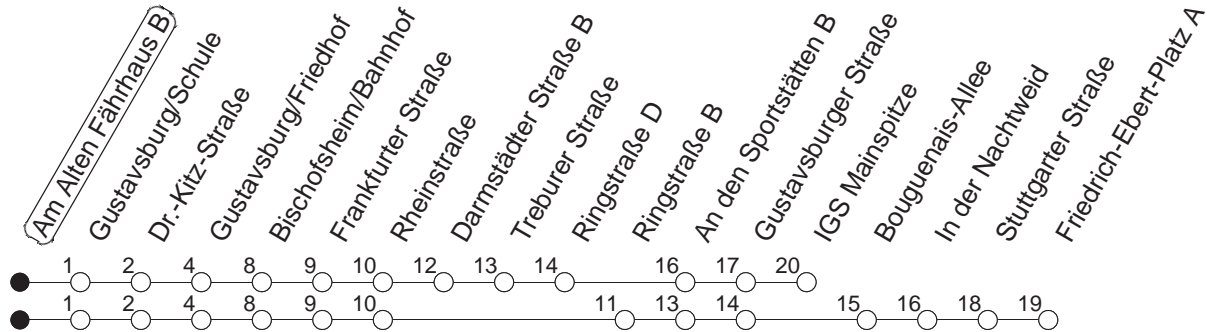 Am Alten Fährhaus B
Gustavsburg/Schule
Dr.-Kitz-Straße
Gustavsburg/Friedhof
Bischofsheim/Bahnhof
Frankfurter Straße
Rheinstraße
Darmstädter Straße B
Treburer Straße
Ringstraße D
Ringstraße B
An den Sportstätten B
Gustavsburger Straße
IGS Mainspitze
Bouguenais-Allee
In der Nachtweid
Stuttgarter Straße
Friedrich-Ebert-Platz A
1 2 4 8 9 10 12 13 14 16 17 20
1 2 4 8 9 10 11 13 14 15 16 18 19